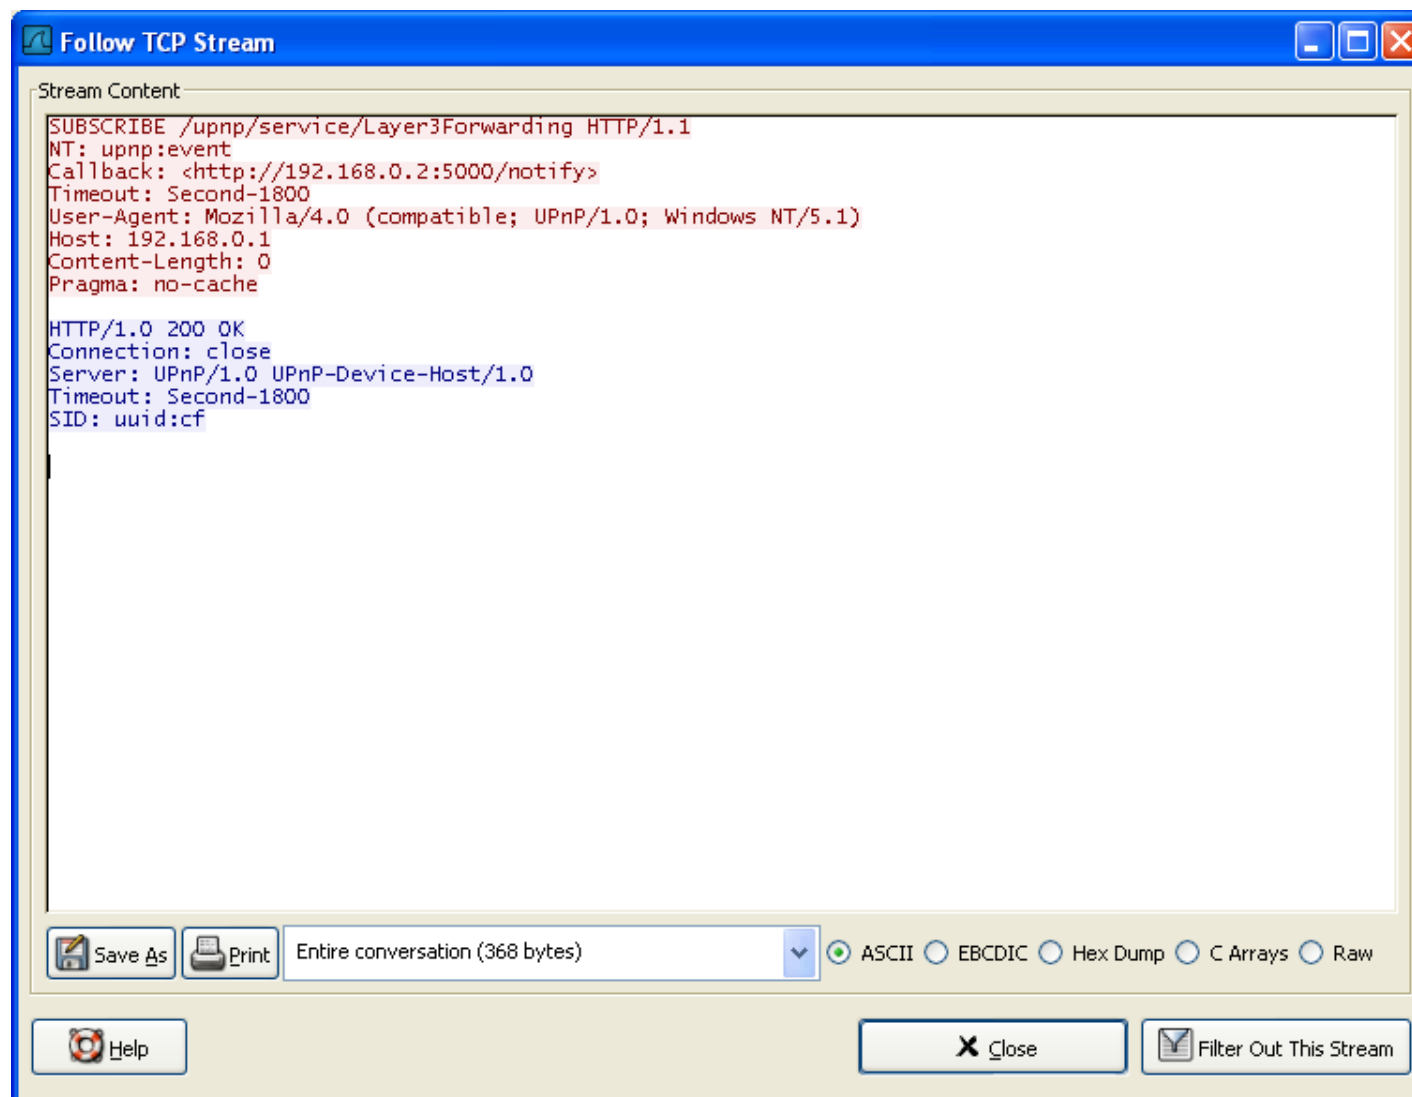 Follow TCP Stream
Stream Content
SUBSCRIBE /upnp/service/Layer3Forwarding HTTP/1.1
NT: upnp:event
Callback: <http://192.168.0.2:5000/notify>
Timeout: Second-1800
User-Agent: Mozilla/4.0 (compatible; UPnP/1.0; Windows NT/5.1)
Host: 192.168.0.1
Content-Length: 0
Pragma: no-cache
HTTP/1.0 200 OK
Connection: close
Server: UPnP/1.0 UPnP-Device-Host/1.0
Timeout: Second-1800
SID: uuid:cf
Save As Print Entire conversation (368 bytes) ASCII EBCDIC Hex Dump C Arrays Raw
Help Close Filter Out This Stream